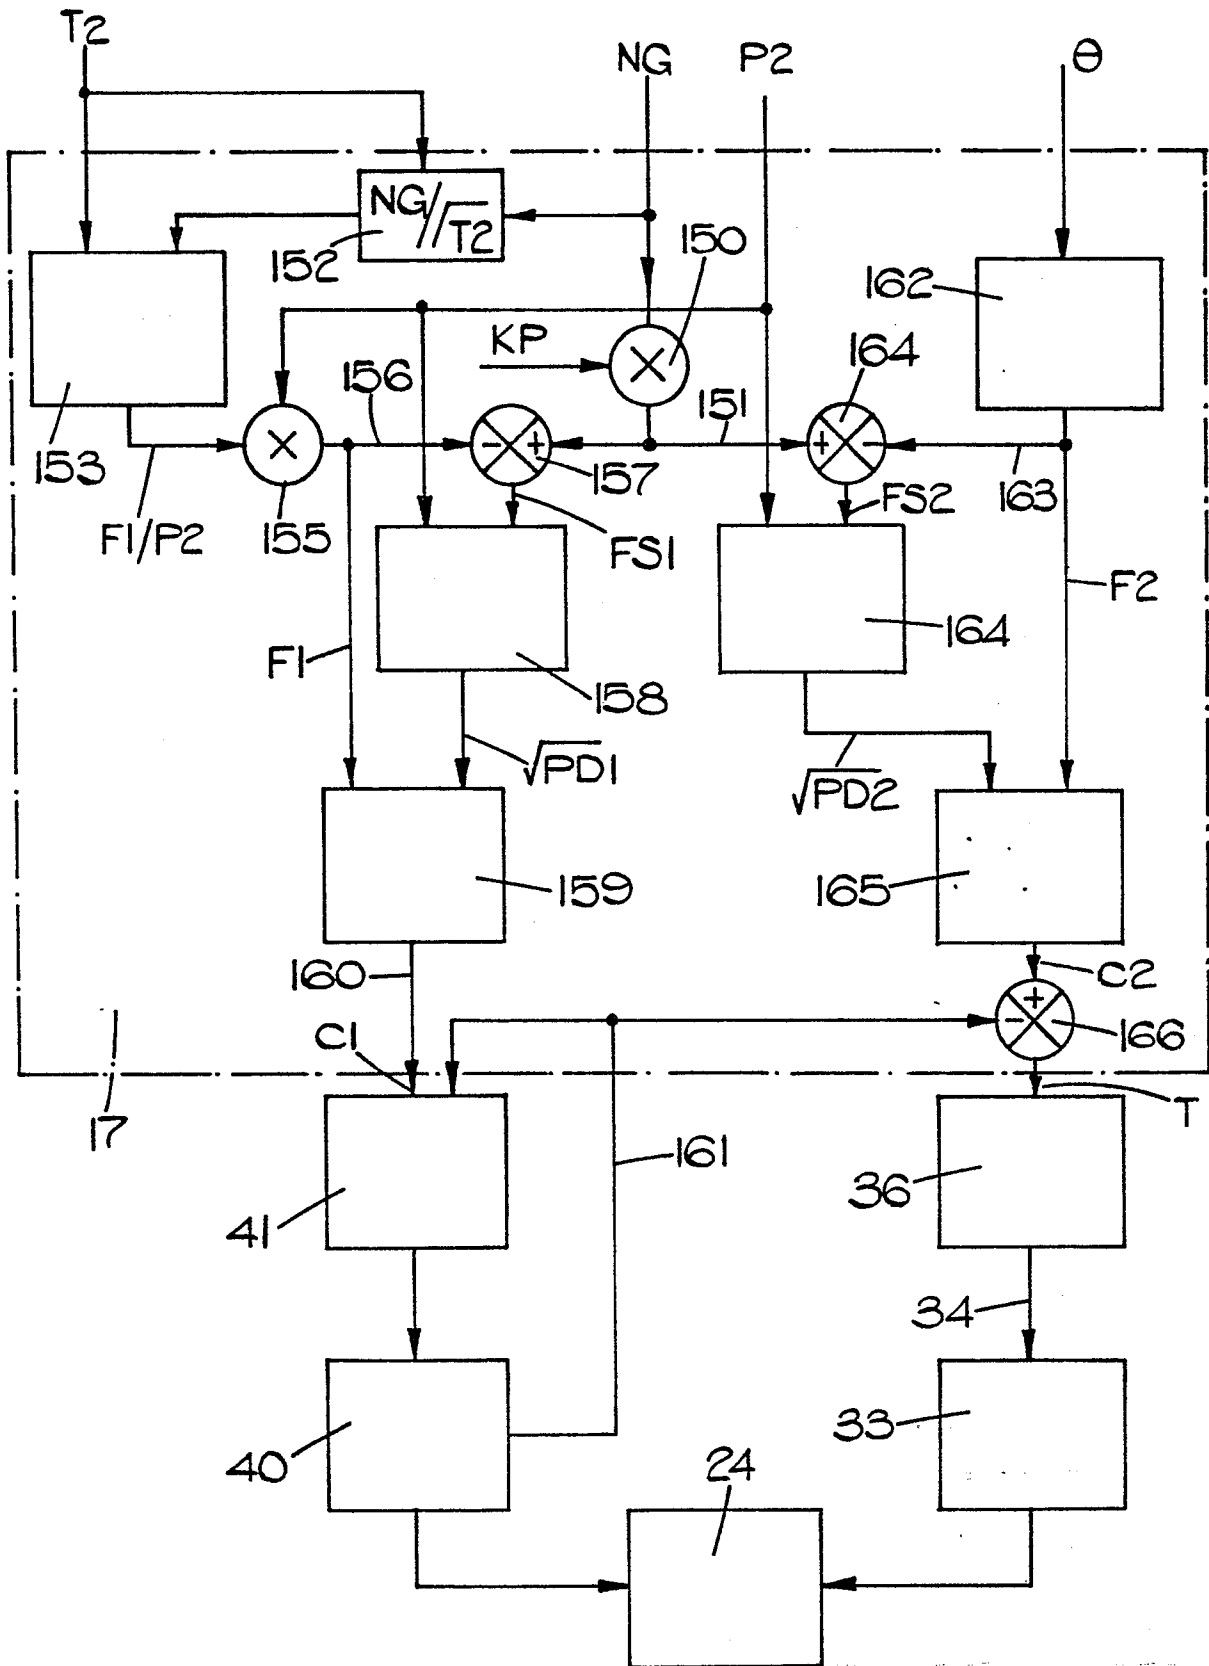 T2
NG
P2
θ
NG/√T2
152
150
162
KP
164
156
151
153
157
163
F1/P2
155
FS1
FS2
F2
164
F1
158
√PD1
√PD2
159
165
160
C2
C1
166
17
T
161
36
41
34
33
40
24
+
-
+
-
+
-
×
×